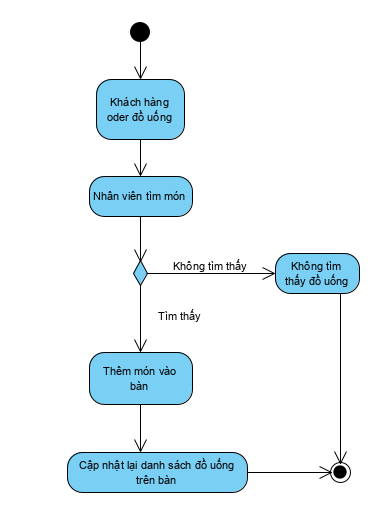 Khách hàng
oder đồ uống
Nhân viên tìm món
Không tìm thấy
Không tìm
thấy đồ uống
Tìm thấy
Thêm món vào
bàn
Cập nhật lại danh sách đồ uống
trên bàn